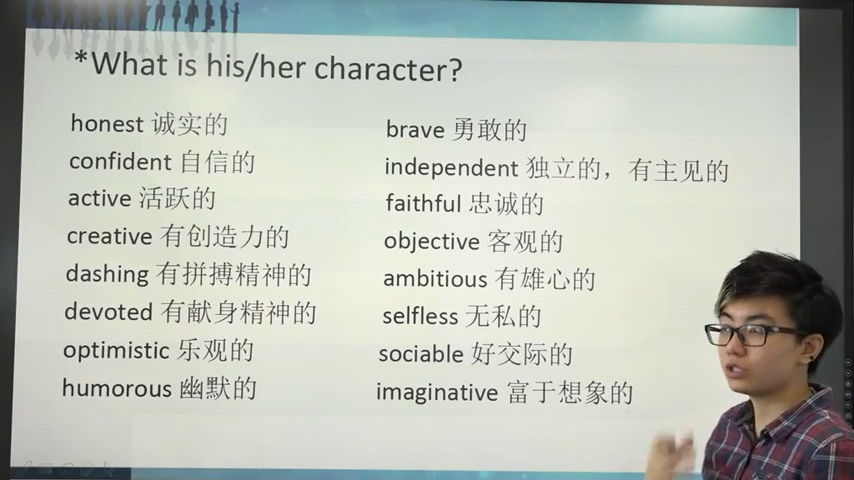 *What is his/her character?
honest 诚实的
confident 自信的
active 活跃的
creative 有创造力的
dashing 有拼搏精神的
devoted 有献身精神的
optimistic 乐观的
humorous 幽默的
brave 勇敢的
independent 独立的，有主见的
faithful 忠诚的
objective 客观的
ambitious 有雄心的
selfless 无私的
sociable 好交际的
imaginative 富于想象的